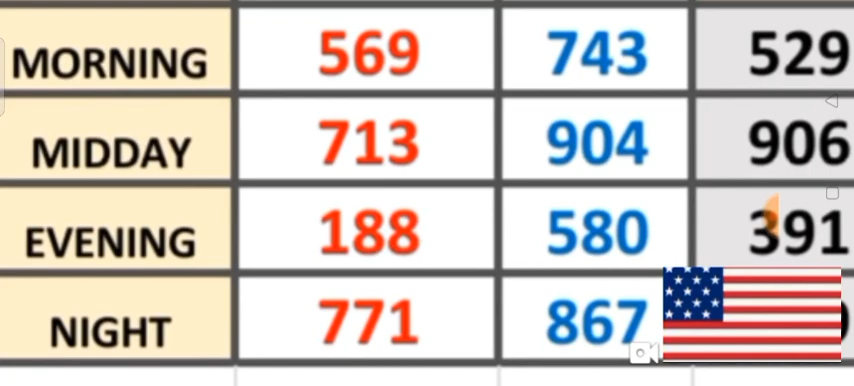 MORNING 569 743 529
MIDDAY 713 904 906
EVENING 188 580 391
NIGHT 771 867